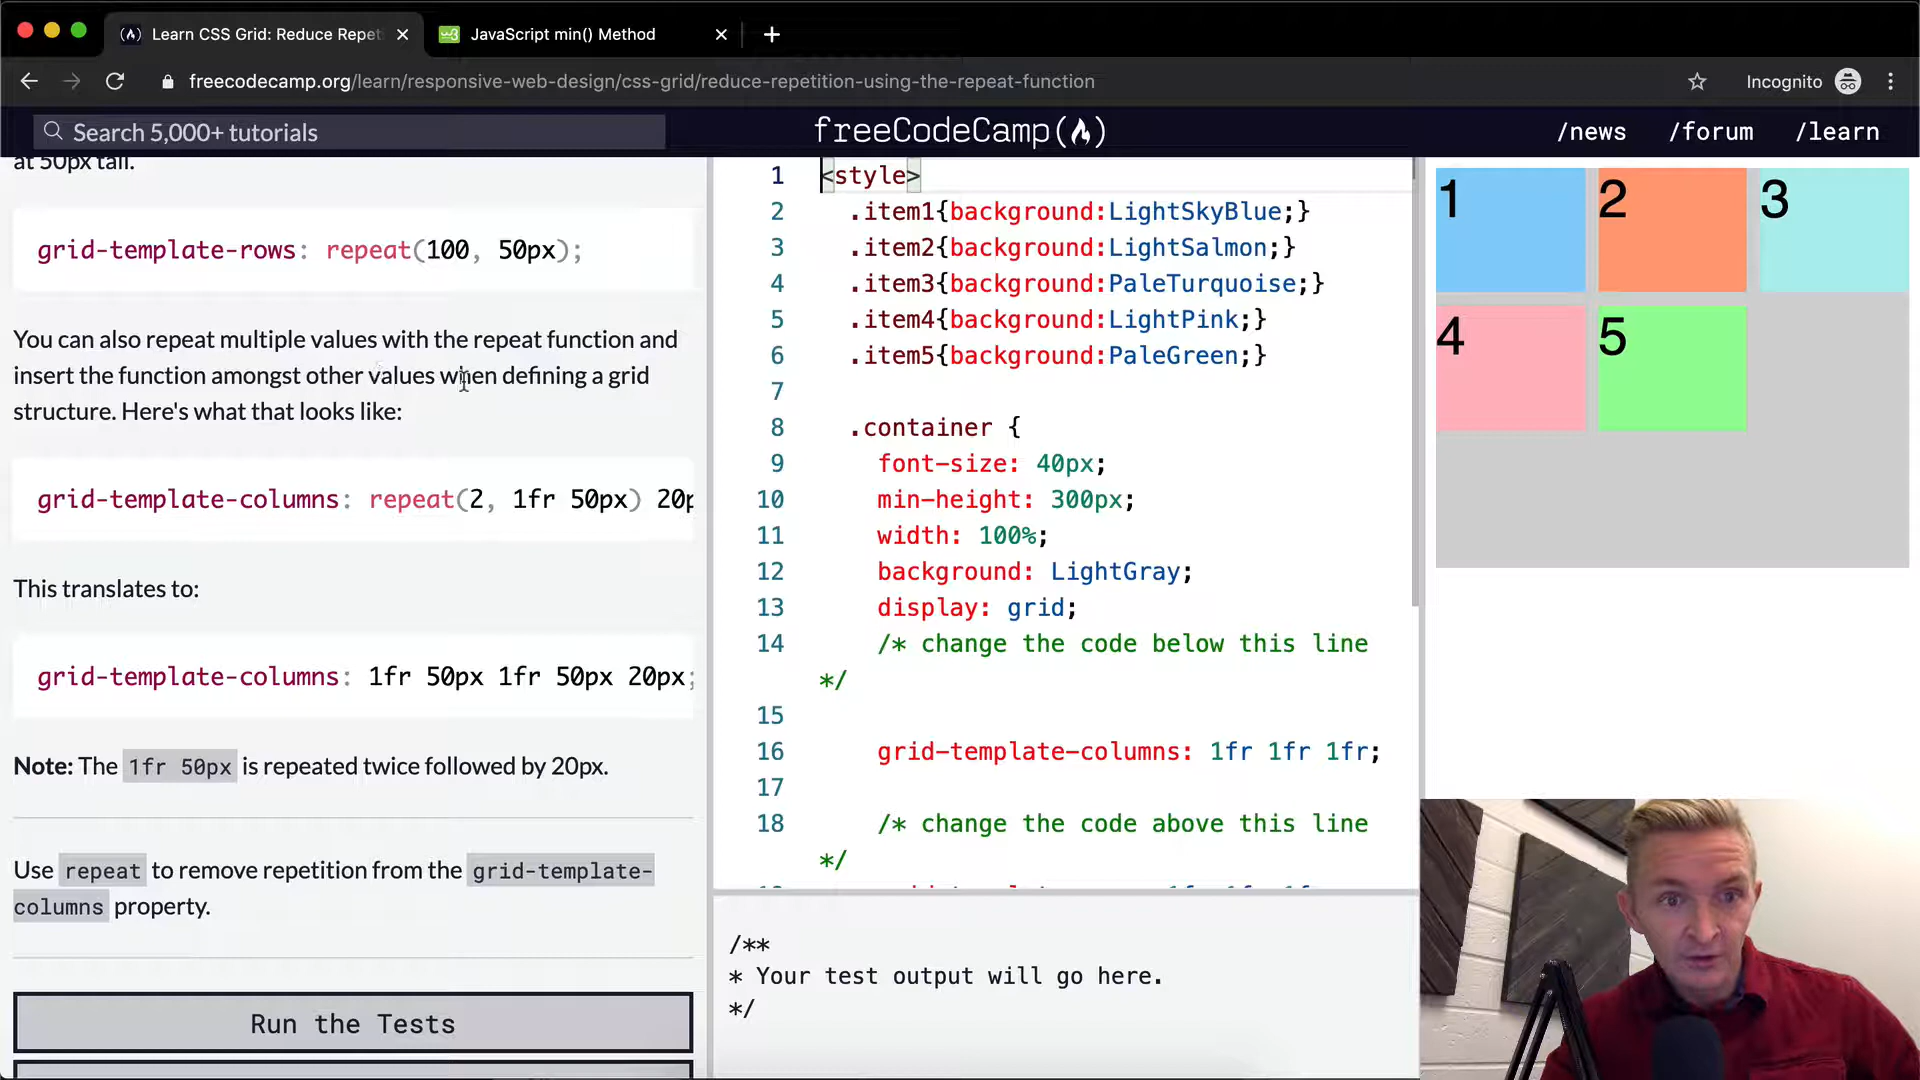 Learn CSS Grid: Reduce Repet
JavaScript min() Method
freecodecamp.org/learn/responsive-web-design/css-grid/reduce-repetition-using-the-repeat-function
Incognito
Search 5,000+ tutorials
freeCodeCamp
/news /forum /learn
at 50px tall.
grid-template-rows: repeat(100, 50px);
You can also repeat multiple values with the repeat function and
insert the function amongst other values when defining a grid
structure. Here's what that looks like:
grid-template-columns: repeat(2, 1fr 50px) 20p
This translates to:
grid-template-columns: 1fr 50px 1fr 50px 20px;
Note: The 1fr 50px is repeated twice followed by 20px.
Use repeat to remove repetition from the grid-template-
columns property.
Run the Tests
1 <style>
2 .item1{background:LightSkyBlue;}
3 .item2{background:LightSalmon;}
4 .item3{background:PaleTurquoise;}
5 .item4{background:LightPink;}
6 .item5{background:PaleGreen;}
7
8 .container {
9 font-size: 40px;
10 min-height: 300px;
11 width: 100%;
12 background: LightGray;
13 display: grid;
14 /* change the code below this line
*/
15
16 grid-template-columns: 1fr 1fr 1fr;
17
18 /* change the code above this line
*/
/**
* Your test output will go here.
*/
1 2 3
4 5